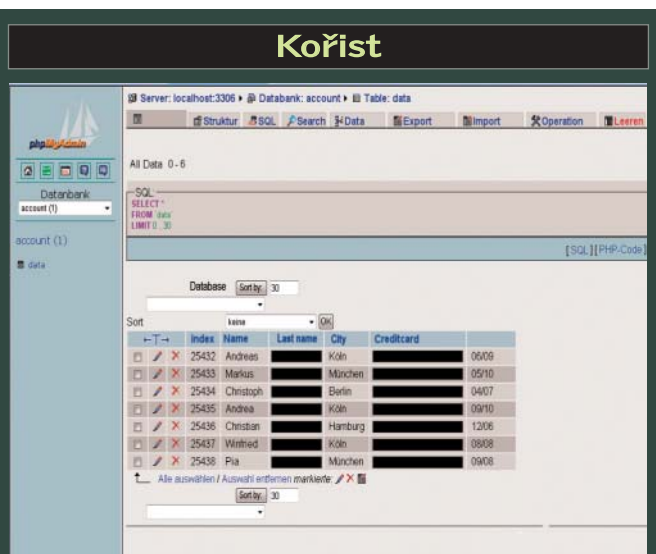 Kořist
phpMyAdmin
Datanbank
account (1)
account (1)
data
Server: localhost:3306 ▸ Databank: account ▸ Table: data
Struktur SQL Search Data Export Import Operation Leeren
All Data 0-6
SQL:
SELECT *
FROM `data`
LIMIT 0 , 30
[SQL][PHP-Code]
Database Sort by: 30
Sort keine OK
←T→ Index Name Last name City Creditcard
25432 Andreas Köln 06/09
25433 Markus München 05/10
25434 Christoph Berlin 04/07
25435 Andrea Köln 09/10
25436 Christian Hamburg 12/06
25437 Winfried Köln 08/08
25438 Pia München 09/08
Alle auswählen / Auswahl entfernen markierte:
Sort by: 30